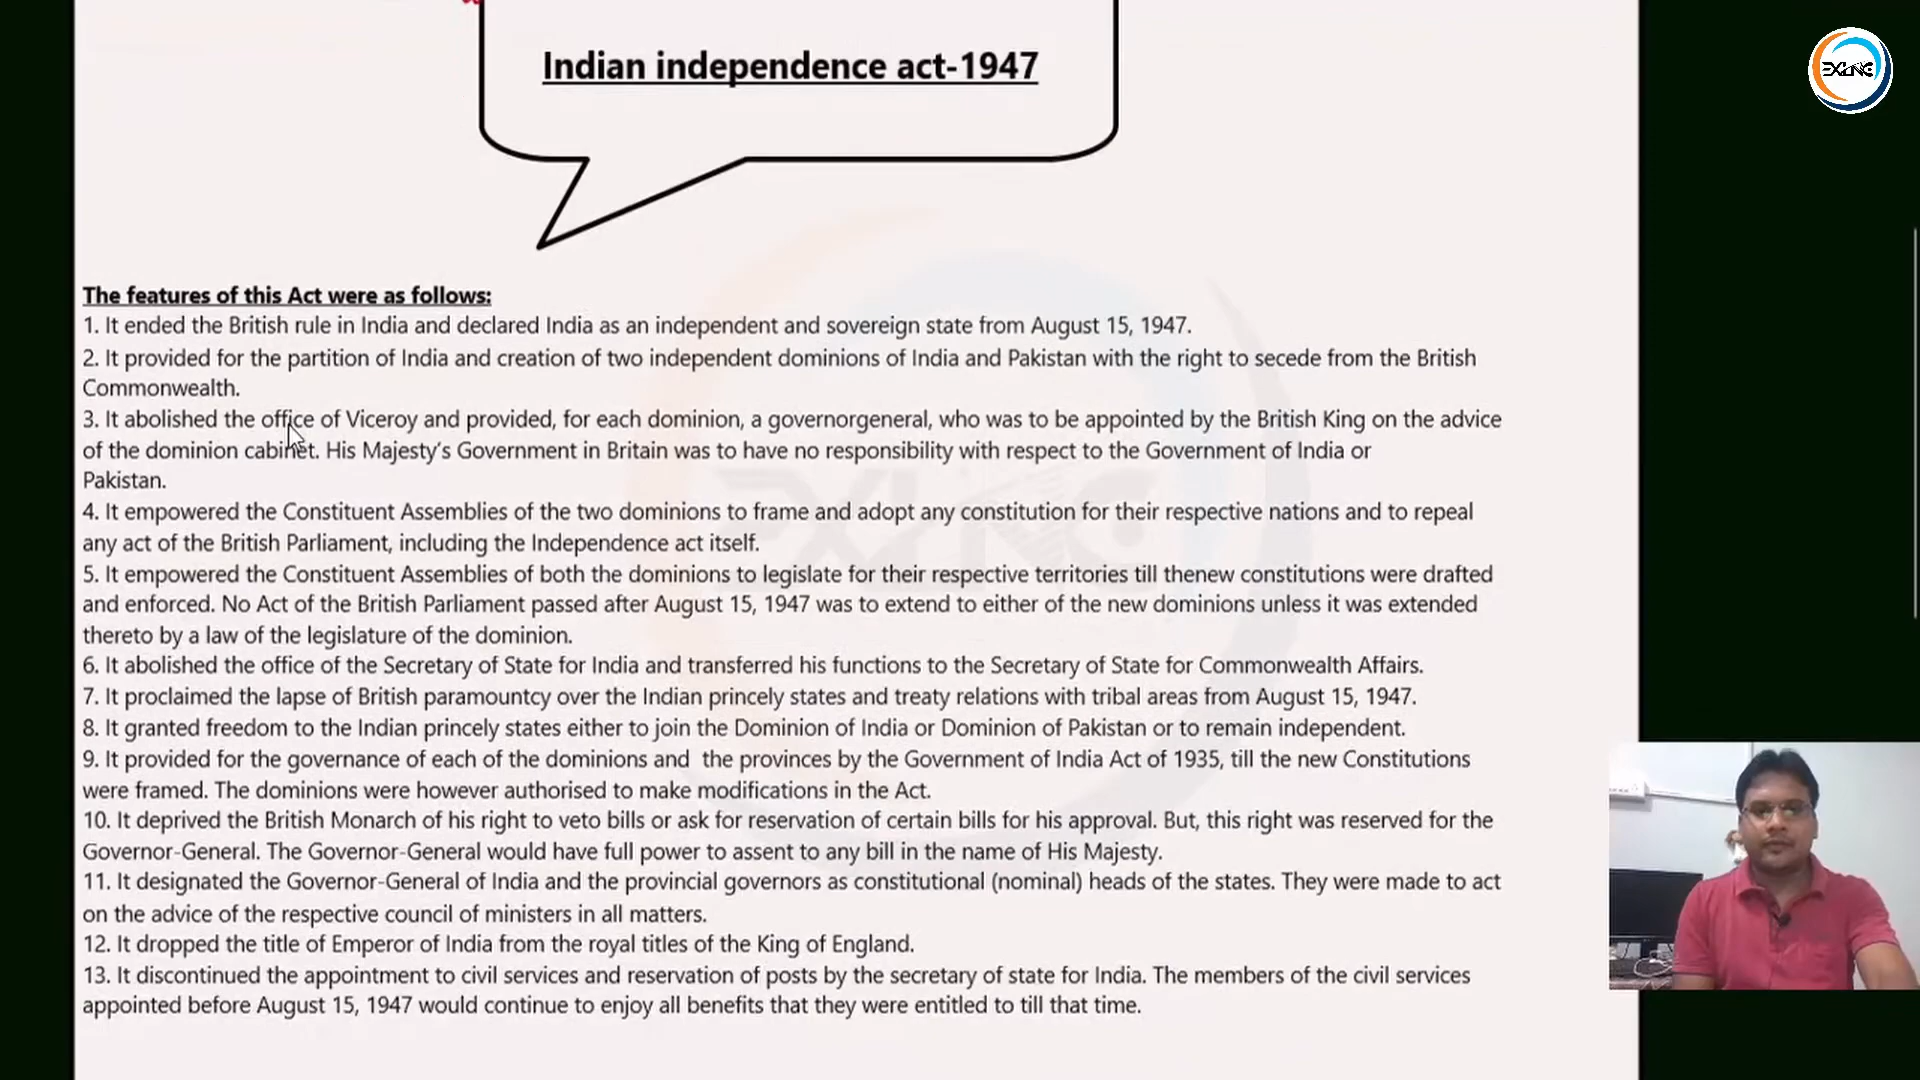 EXLNC
Indian independence act-1947
The features of this Act were as follows:
1. It ended the British rule in India and declared India as an independent and sovereign state from August 15, 1947.
2. It provided for the partition of India and creation of two independent dominions of India and Pakistan with the right to secede from the British
Commonwealth.
3. It abolished the office of Viceroy and provided, for each dominion, a governorgeneral, who was to be appointed by the British King on the advice
of the dominion cabinet. His Majesty's Government in Britain was to have no responsibility with respect to the Government of India or
Pakistan.
4. It empowered the Constituent Assemblies of the two dominions to frame and adopt any constitution for their respective nations and to repeal
any act of the British Parliament, including the Independence act itself.
5. It empowered the Constituent Assemblies of both the dominions to legislate for their respective territories till thenew constitutions were drafted
and enforced. No Act of the British Parliament passed after August 15, 1947 was to extend to either of the new dominions unless it was extended
thereto by a law of the legislature of the dominion.
6. It abolished the office of the Secretary of State for India and transferred his functions to the Secretary of State for Commonwealth Affairs.
7. It proclaimed the lapse of British paramountcy over the Indian princely states and treaty relations with tribal areas from August 15, 1947.
8. It granted freedom to the Indian princely states either to join the Dominion of India or Dominion of Pakistan or to remain independent.
9. It provided for the governance of each of the dominions and the provinces by the Government of India Act of 1935, till the new Constitutions
were framed. The dominions were however authorised to make modifications in the Act.
10. It deprived the British Monarch of his right to veto bills or ask for reservation of certain bills for his approval. But, this right was reserved for the
Governor-General. The Governor-General would have full power to assent to any bill in the name of His Majesty.
11. It designated the Governor-General of India and the provincial governors as constitutional (nominal) heads of the states. They were made to act
on the advice of the respective council of ministers in all matters.
12. It dropped the title of Emperor of India from the royal titles of the King of England.
13. It discontinued the appointment to civil services and reservation of posts by the secretary of state for India. The members of the civil services
appointed before August 15, 1947 would continue to enjoy all benefits that they were entitled to till that time.